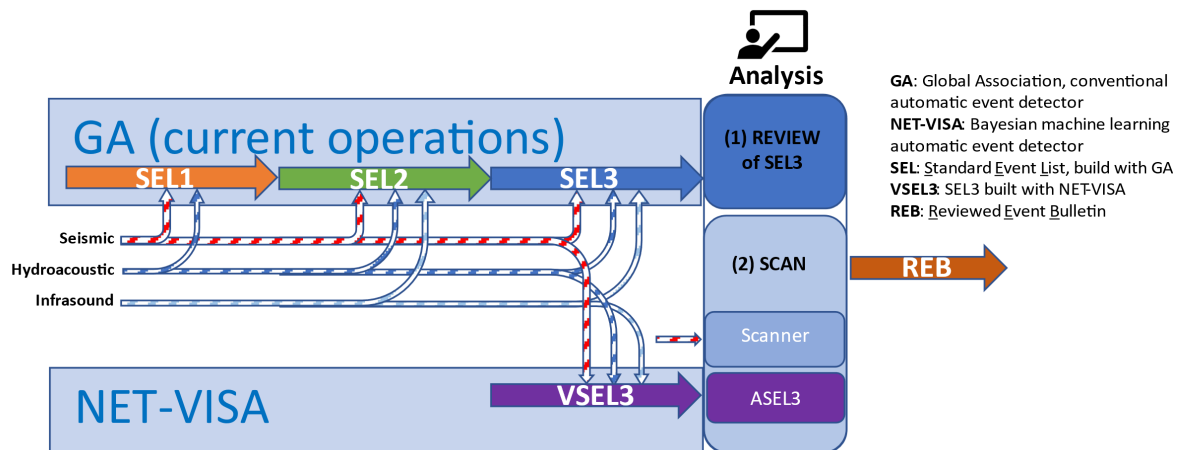 Analysis
GA (current operations)
SEL1
SEL2
SEL3
(1) REVIEW
of SEL3
Seismic
Hydroacoustic
Infrasound
(2) SCAN
Scanner
NET-VISA
VSEL3
ASEL3
REB
GA: Global Association, conventional
automatic event detector
NET-VISA: Bayesian machine learning
automatic event detector
SEL: Standard Event List, build with GA
VSEL3: SEL3 built with NET-VISA
REB: Reviewed Event Bulletin